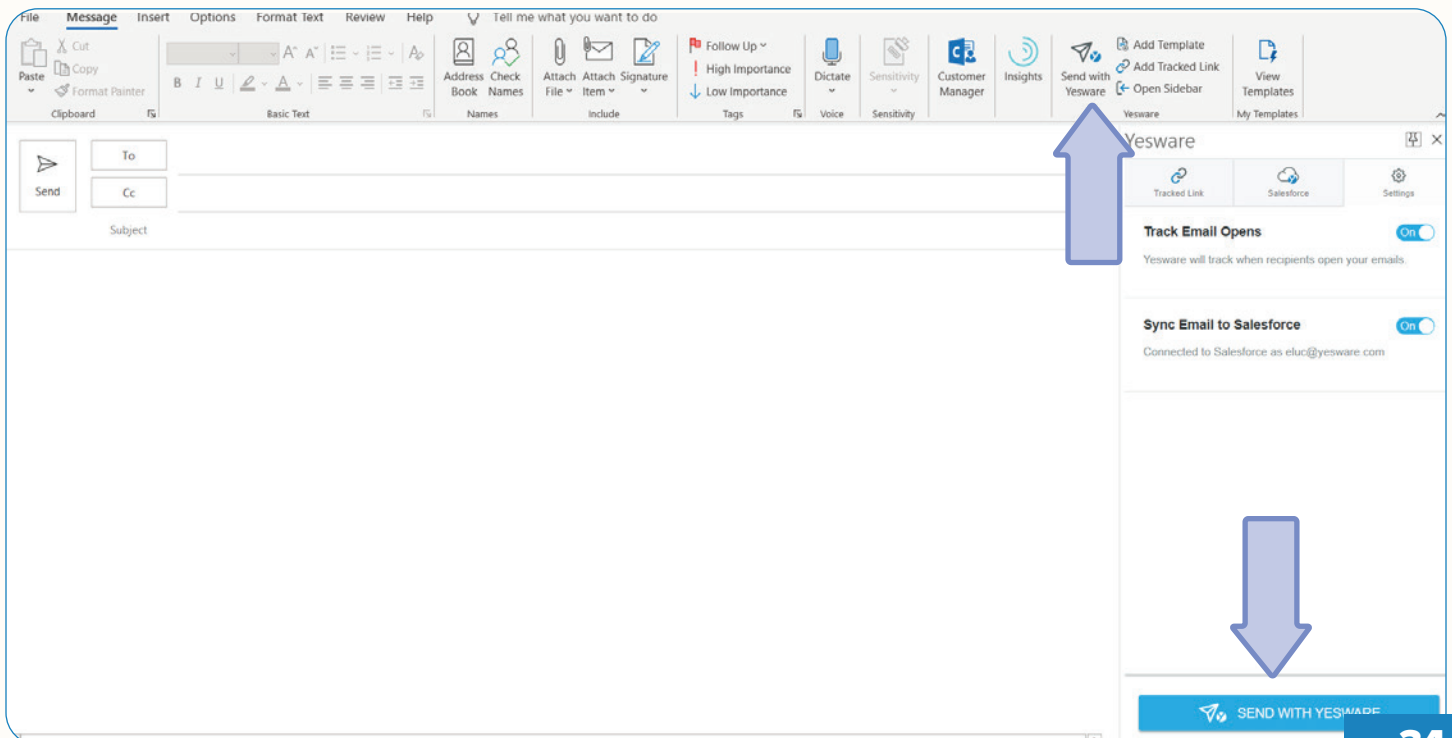 File Message Insert Options Format Text Review Help Tell me what you want to do
Paste
Cut
Copy
Format Painter
Clipboard
B I U A A A
Basic Text
Address Book
Check Names
Names
Attach File
Attach Item
Signature
Include
Follow Up
High Importance
Low Importance
Tags
Dictate
Voice
Sensitivity
Sensitivity
Customer Manager
Insights
Send with Yesware
Add Template
Add Tracked Link
Open Sidebar
Yesware
View Templates
My Templates
Send
To
Cc
Subject
Yesware
Tracked Link
Salesforce
Settings
Track Email Opens
On
Yesware will track when recipients open your emails
Sync Email to Salesforce
On
Connected to Salesforce as eluc@yesware.com
SEND WITH YESWARE